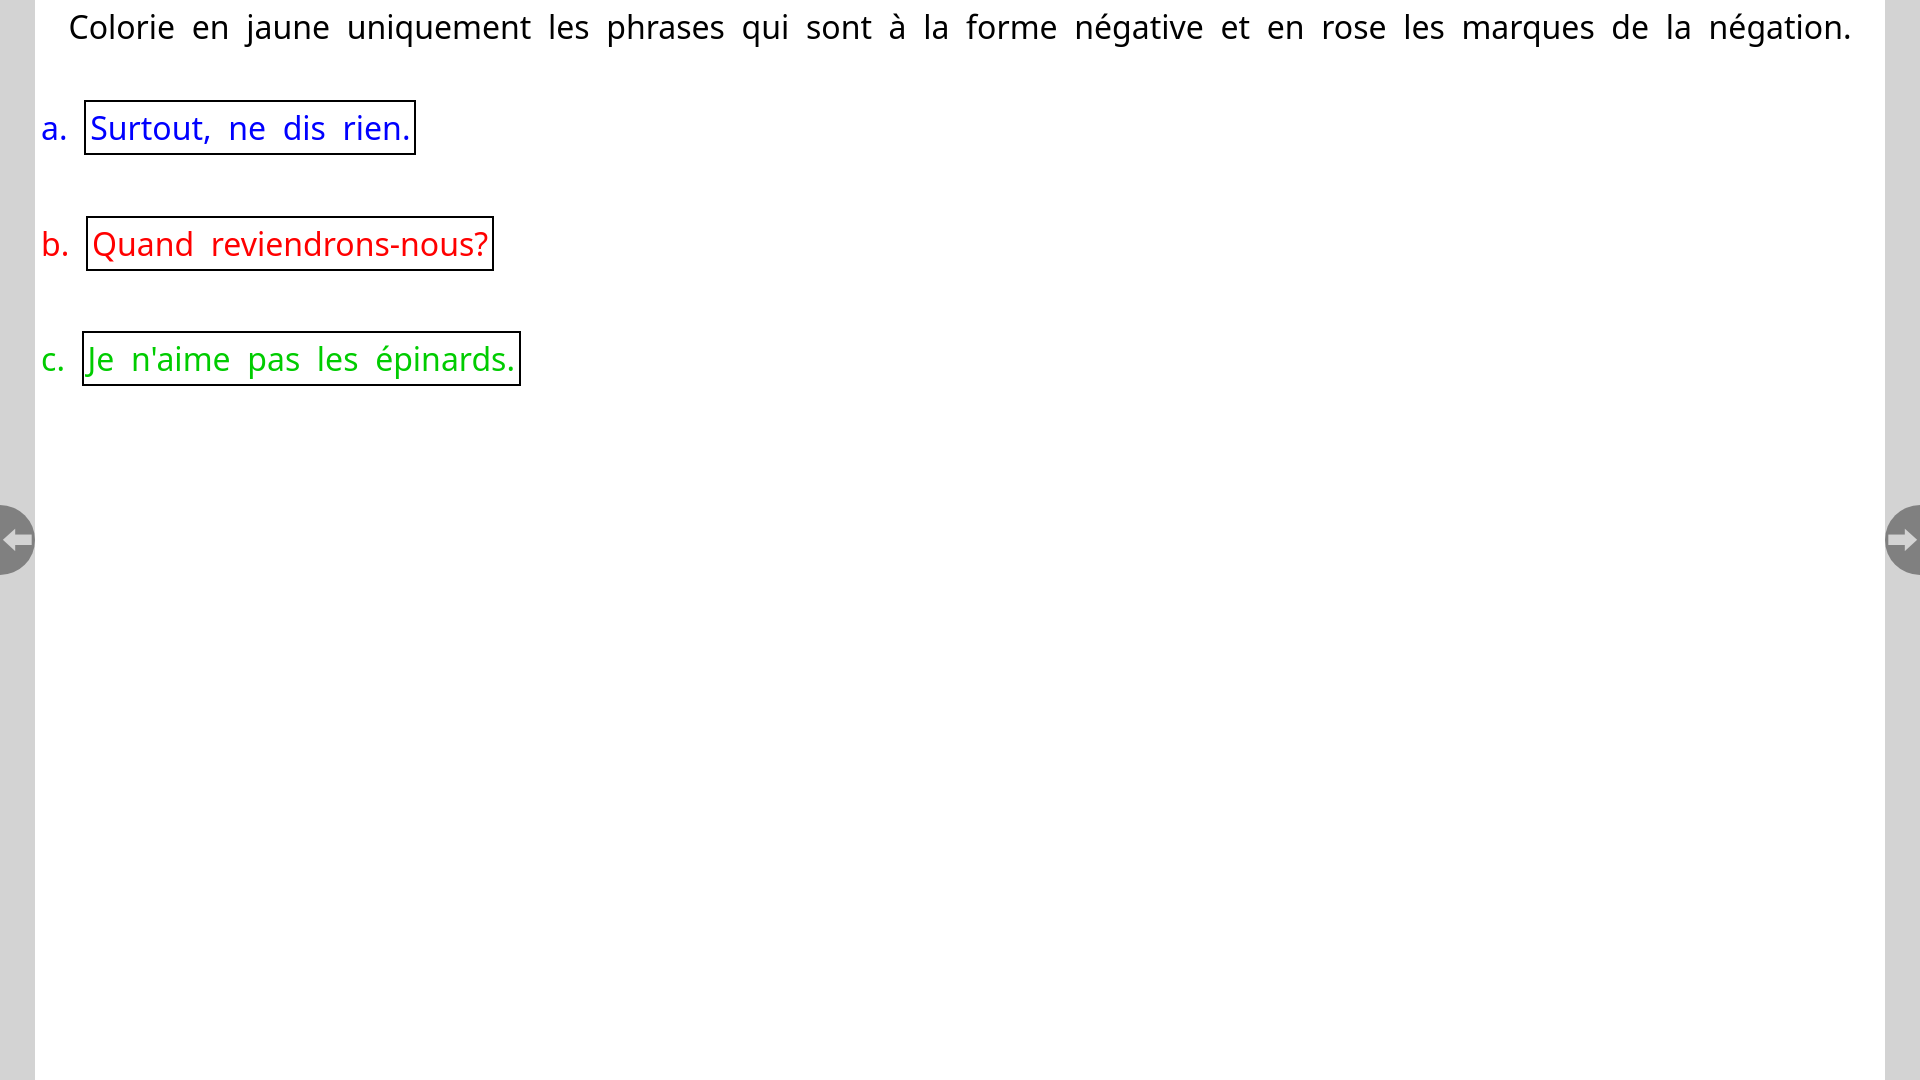 Colorie en jaune uniquement les phrases qui sont à la forme négative et en rose les marques de la négation.
a. Surtout, ne dis rien.
b. Quand reviendrons-nous?
c. Je n'aime pas les épinards.